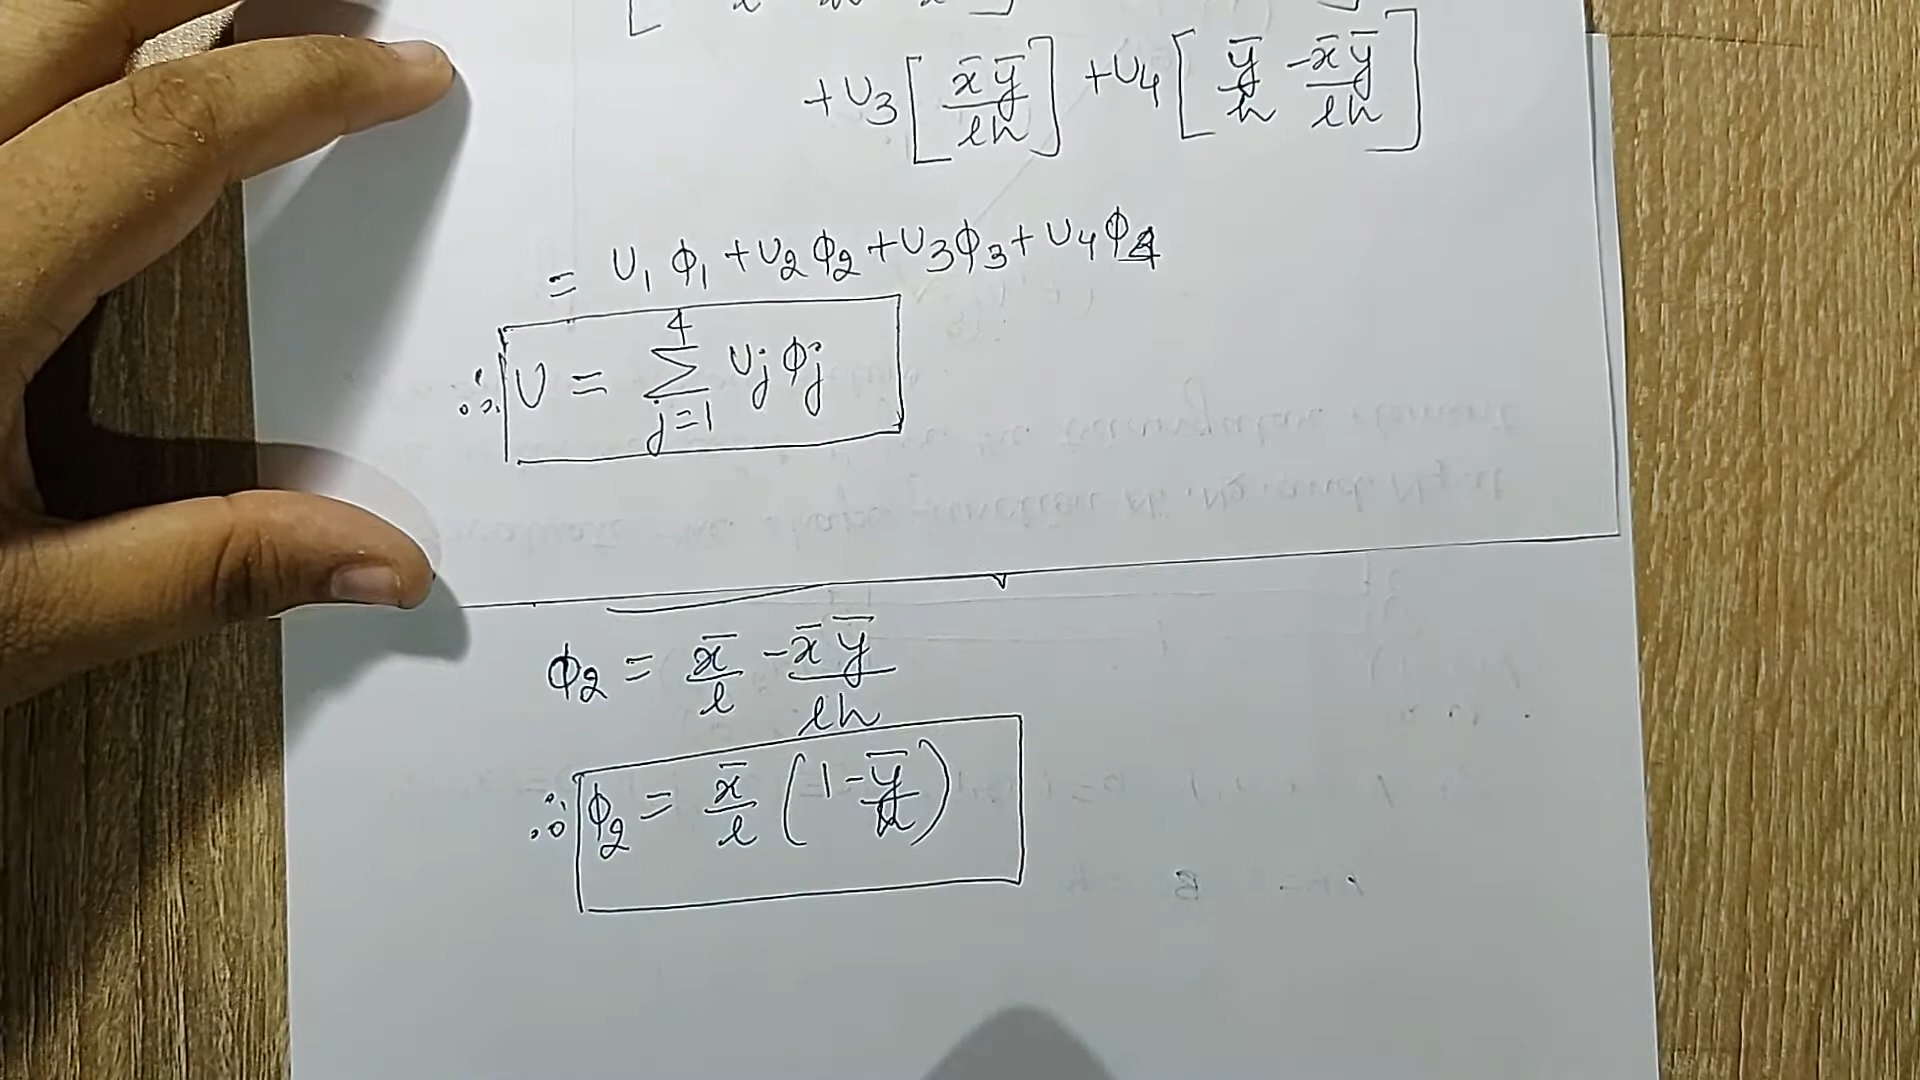 +U3 [ x̄ȳ/lh ] +U4 [ ȳ/h - x̄ȳ/lh ]
= U1 ϕ1 + U2 ϕ2 + U3 ϕ3 + U4 ϕ4
∴ U = Σ_{j=1}^{4} Uj ϕj
ϕ2 = x̄/l - x̄ȳ/lh
∴ ϕ2 = x̄/l (1 - ȳ/h)